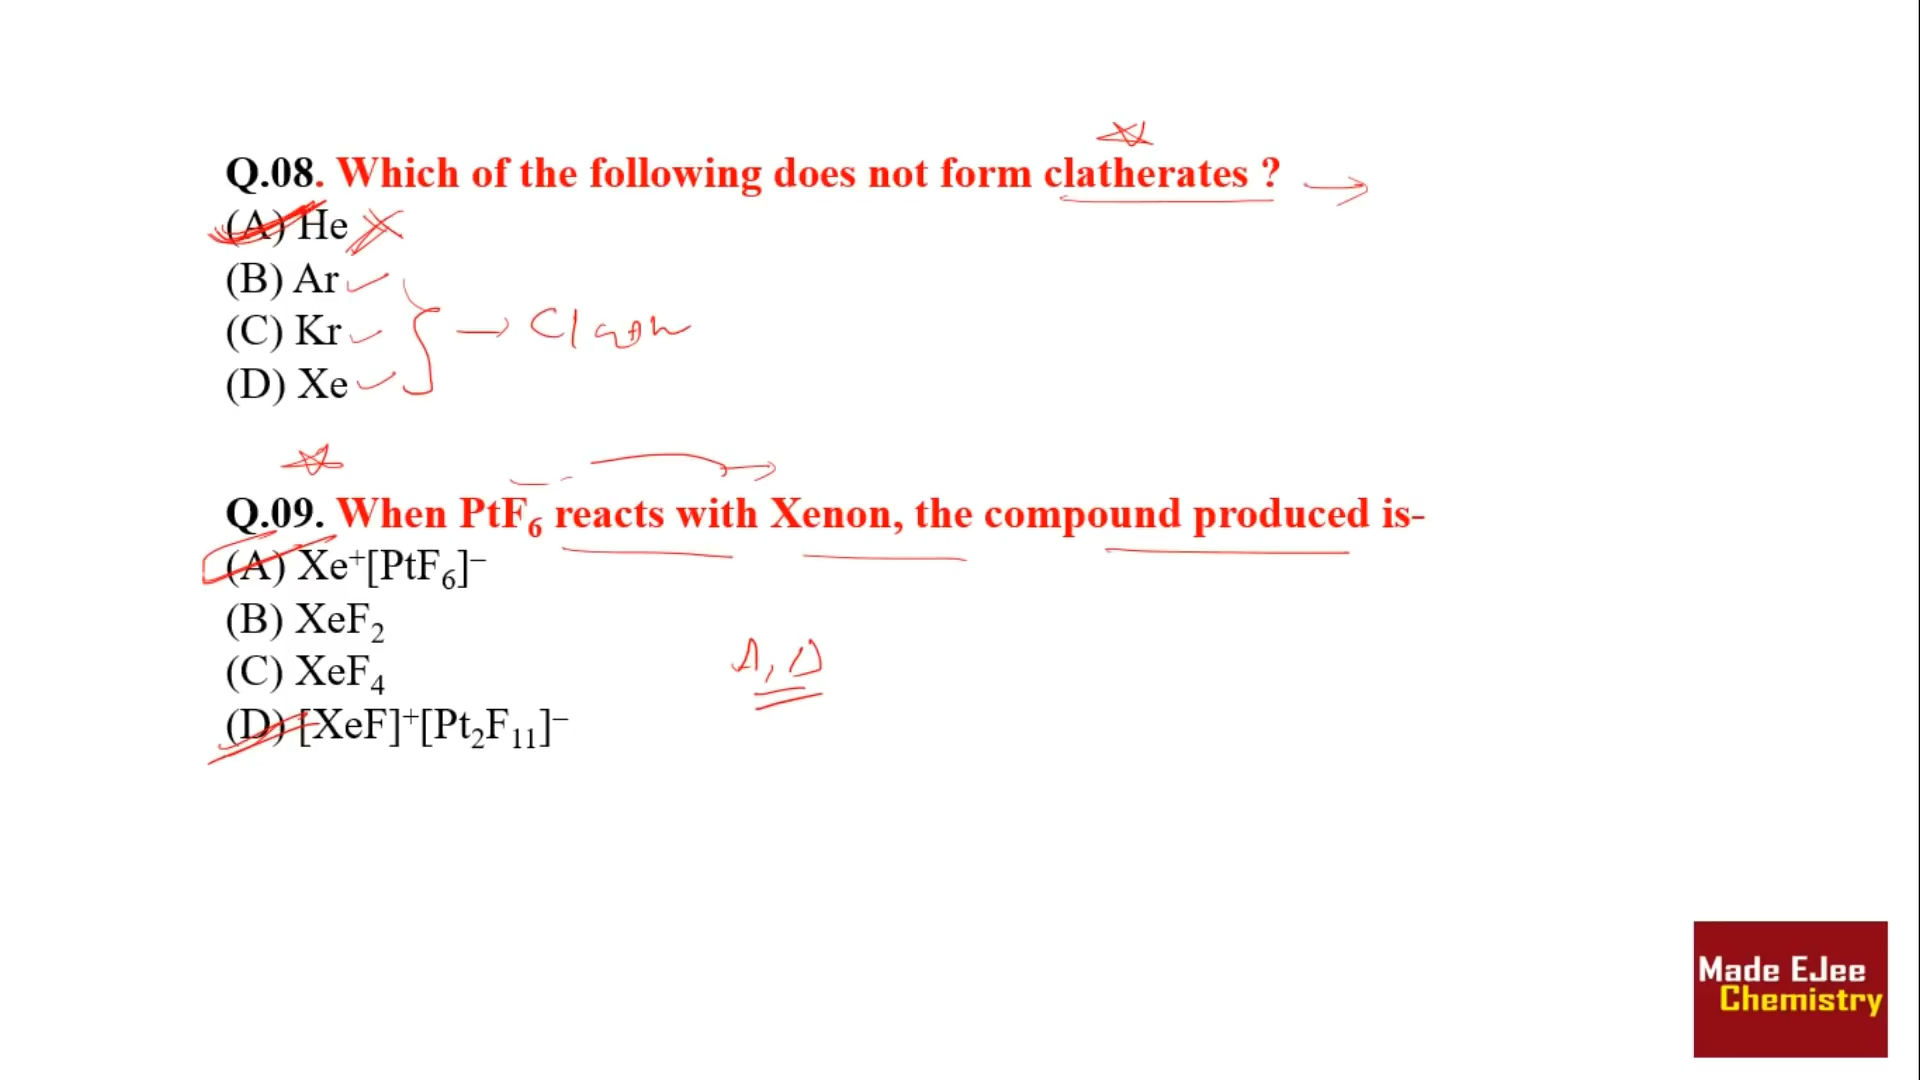 Q.08. Which of the following does not form clatherates ?
(A) He
(B) Ar
(C) Kr
(D) Xe
Q.09. When PtF₆ reacts with Xenon, the compound produced is-
(A) Xe⁺[PtF₆]⁻
(B) XeF₂
(C) XeF₄
(D) [XeF]⁺[Pt₂F₁₁]⁻
A, D
Made EJee
Chemistry